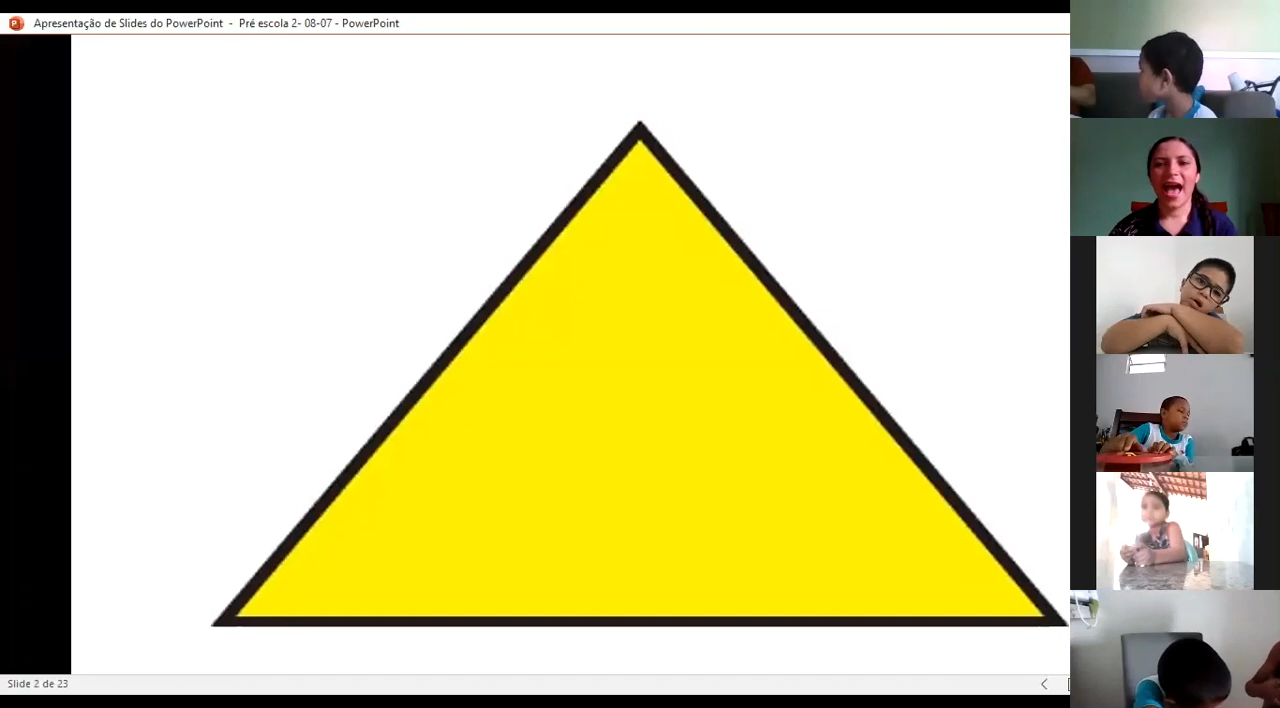 Apresentação de Slides do PowerPoint - Pré escola 2- 08-07 - PowerPoint
Slide 2 de 23